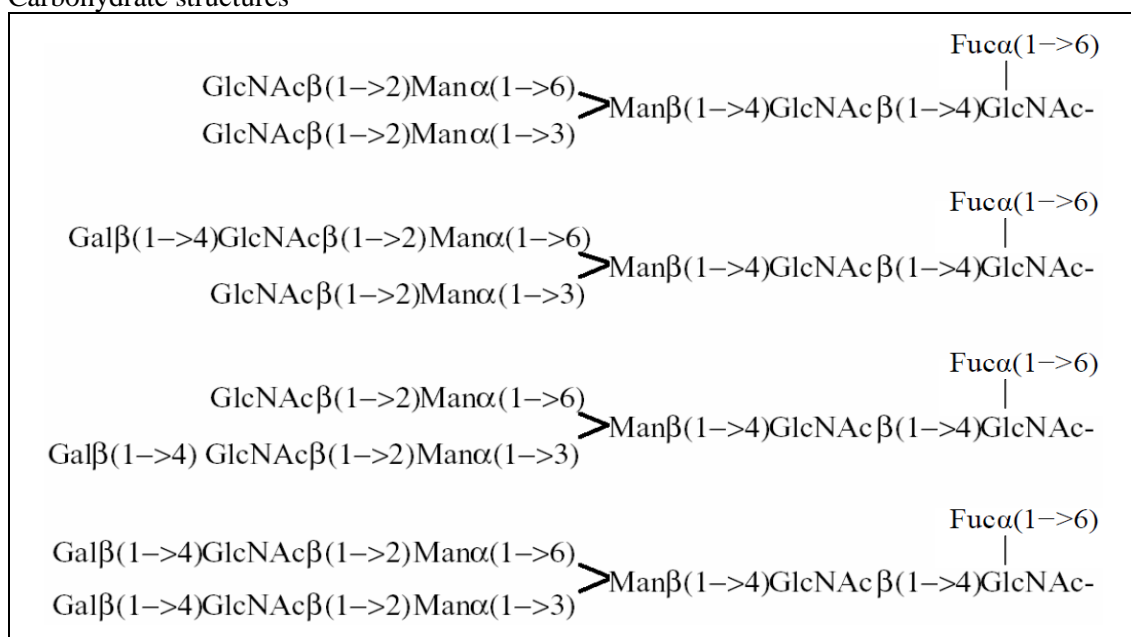 Carbohydrate structures
Fucα(1−>6)
GlcNAcβ(1−>2)Manα(1−>6)
>Manβ(1−>4)GlcNAcβ(1−>4)GlcNAc-
GlcNAcβ(1−>2)Manα(1−>3)
Fucα(1−>6)
Galβ(1−>4)GlcNAcβ(1−>2)Manα(1−>6)
>Manβ(1−>4)GlcNAcβ(1−>4)GlcNAc-
GlcNAcβ(1−>2)Manα(1−>3)
Fucα(1−>6)
GlcNAcβ(1−>2)Manα(1−>6)
>Manβ(1−>4)GlcNAcβ(1−>4)GlcNAc-
Galβ(1−>4) GlcNAcβ(1−>2)Manα(1−>3)
Fucα(1−>6)
Galβ(1−>4)GlcNAcβ(1−>2)Manα(1−>6)
>Manβ(1−>4)GlcNAcβ(1−>4)GlcNAc-
Galβ(1−>4)GlcNAcβ(1−>2)Manα(1−>3)